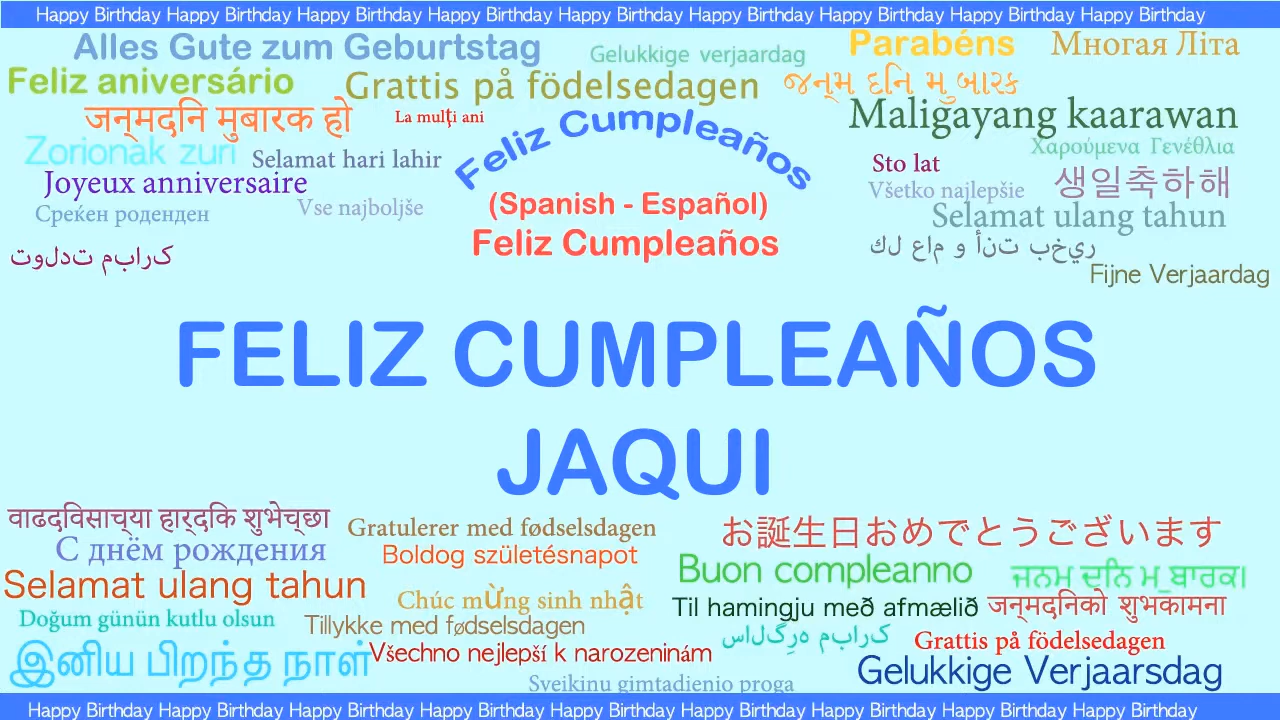 Happy Birthday Happy Birthday Happy Birthday Happy Birthday Happy Birthday Happy Birthday Happy Birthday Happy Birthday Happy Birthday
Alles Gute zum Geburtstag
Gelukkige verjaardag
Parabéns
Многая Літа
Feliz aniversário
Grattis på födelsedagen
જન્મ દિન મુબારક
जन्मदिन मुबारक हो
La mulţi ani
Feliz Cumpleaños
Maligayang kaarawan
Zorionak zuri
Selamat hari lahir
Sto lat
Χαρούμενα Γενέθλια
Joyeux anniversaire
(Spanish - Español)
Všetko najlepšie
생일축하해
Среќен роденден
Vse najboljše
Feliz Cumpleaños
Selamat ulang tahun
تولدت مبارک
كل عام و أنت بخير
Fijne Verjaardag
FELIZ CUMPLEAÑOS
JAQUI
वाढदिवसाच्या हार्दिक शुभेच्छा
Gratulerer med fødselsdagen
お誕生日おめでとうございます
С днём рождения
Boldog születésnapot
Buon compleanno
ਜਨਮ ਦਿਨ ਮੁਬਾਰਕ।
Selamat ulang tahun
Chúc mừng sinh nhật
Til hamingju með afmælið
जन्मदिनको शुभकामना
Doğum günün kutlu olsun
Tillykke med fødselsdagen
سالگرہ مبارک
Grattis på födelsedagen
இனிய பிறந்த நாள்
Všechno nejlepší k narozeninám
Gelukkige Verjaarsdag
Sveikinu gimtadienio proga
Happy Birthday Happy Birthday Happy Birthday Happy Birthday Happy Birthday Happy Birthday Happy Birthday Happy Birthday Happy Birthday